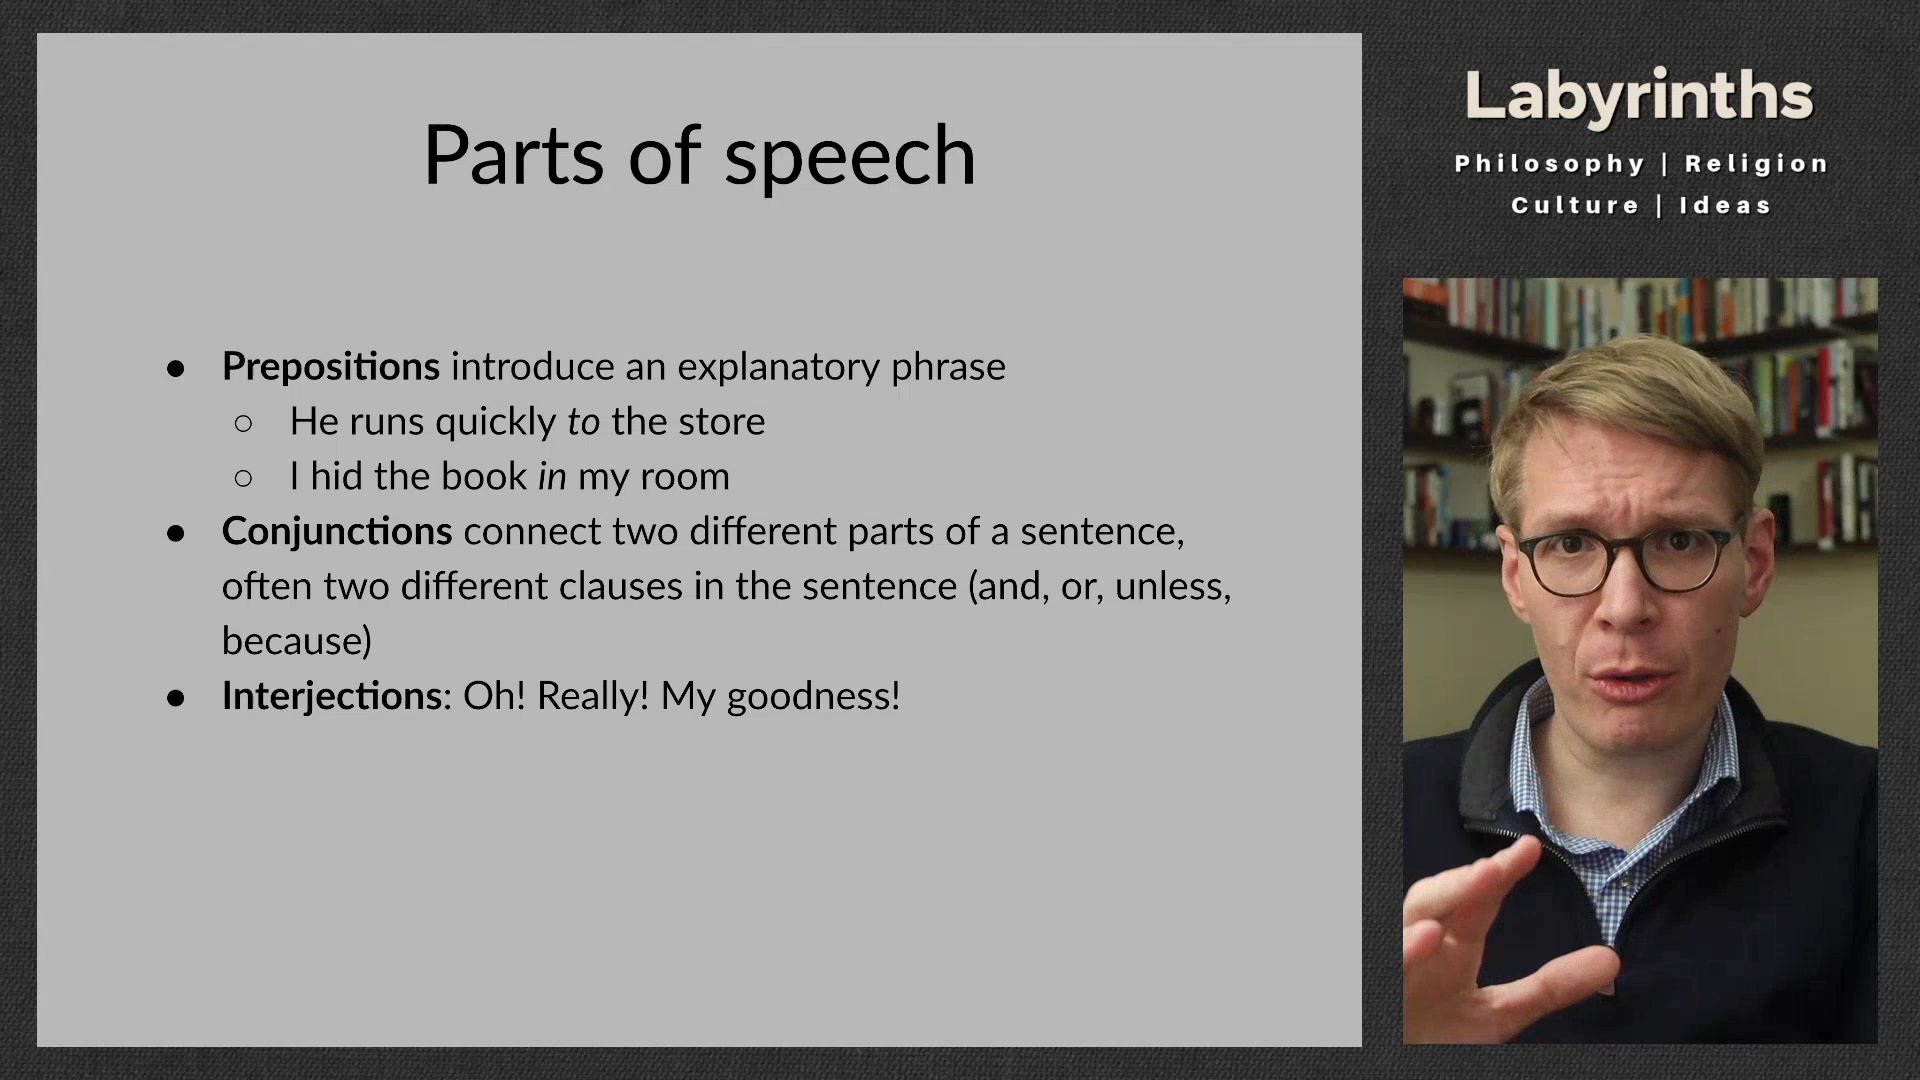 Parts of speech
● Prepositions introduce an explanatory phrase
○ He runs quickly to the store
○ I hid the book in my room
● Conjunctions connect two different parts of a sentence,
often two different clauses in the sentence (and, or, unless,
because)
● Interjections: Oh! Really! My goodness!
Labyrinths
Philosophy | Religion
Culture | Ideas